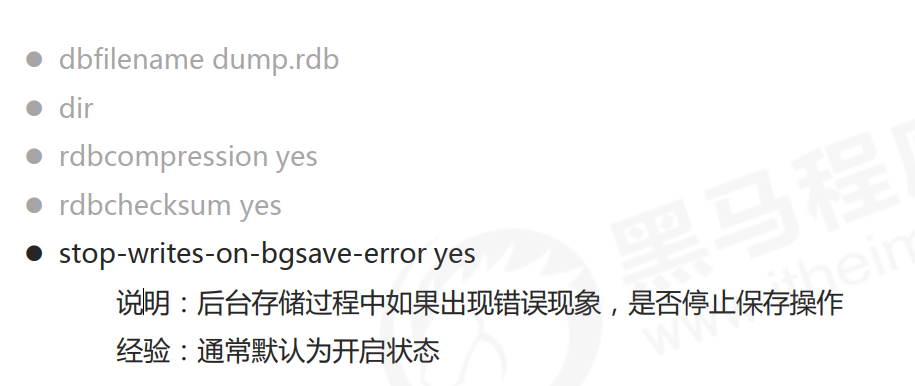 dbfilename dump.rdb
dir
rdbcompression yes
rdbchecksum yes
stop-writes-on-bgsave-error yes
说明：后台存储过程中如果出现错误现象，是否停止保存操作
经验：通常默认为开启状态
黑马程
www.itheim